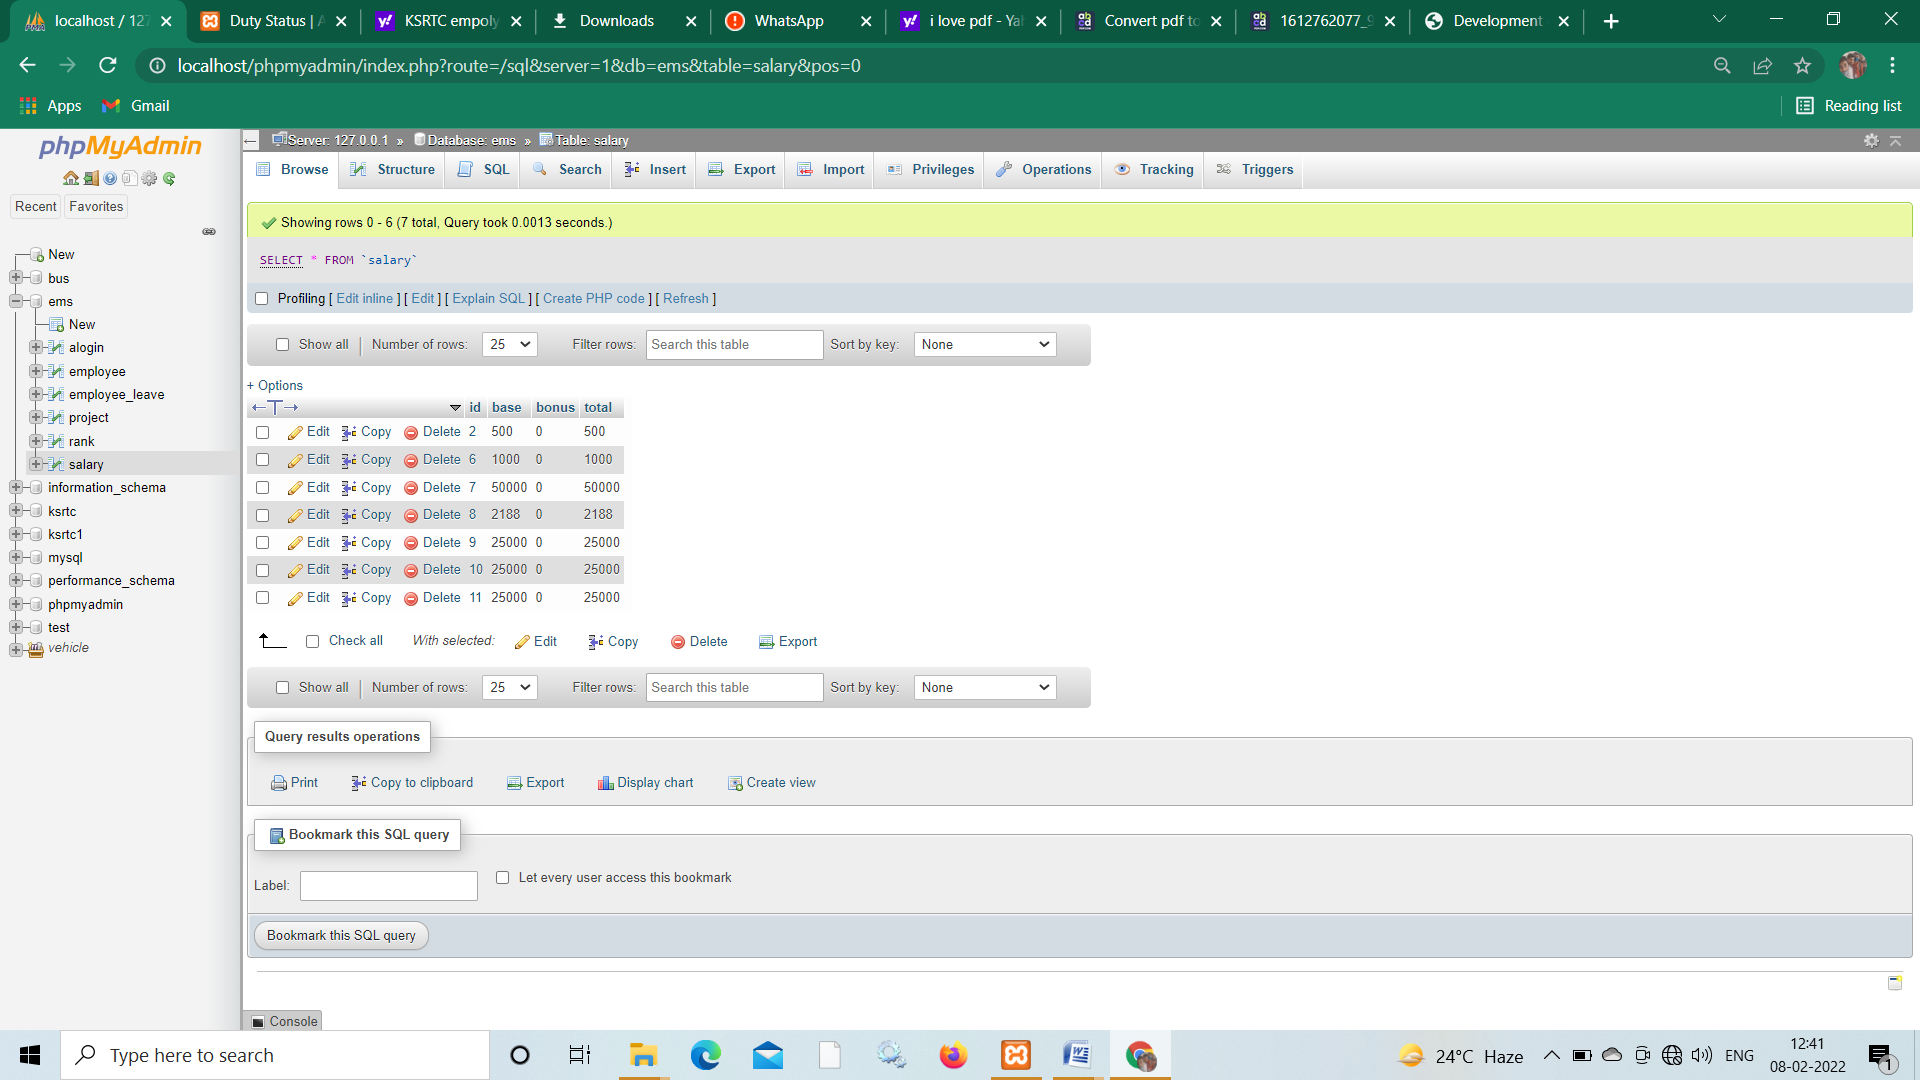 localhost / 127
Duty Status | A
KSRTC empoly
Downloads
WhatsApp
i love pdf - Yah
Convert pdf to
1612762077_9
Development
localhost/phpmyadmin/index.php?route=/sql&server=1&db=ems&table=salary&pos=0
Apps Gmail Reading list
phpMyAdmin
Recent Favorites
New
bus
ems
New
alogin
employee
employee_leave
project
rank
salary
information_schema
ksrtc
ksrtc1
mysql
performance_schema
phpmyadmin
test
vehicle
Server: 127.0.0.1 » Database: ems » Table: salary
Browse Structure SQL Search Insert Export Import Privileges Operations Tracking Triggers
Showing rows 0 - 6 (7 total, Query took 0.0013 seconds.)
SELECT * FROM `salary`
Profiling [ Edit inline ] [ Edit ] [ Explain SQL ] [ Create PHP code ] [ Refresh ]
Show all | Number of rows: 25 Filter rows: Search this table Sort by key: None
+ Options
←T→ id base bonus total
Edit Copy Delete 2 500 0 500
Edit Copy Delete 6 1000 0 1000
Edit Copy Delete 7 50000 0 50000
Edit Copy Delete 8 2188 0 2188
Edit Copy Delete 9 25000 0 25000
Edit Copy Delete 10 25000 0 25000
Edit Copy Delete 11 25000 0 25000
Check all With selected: Edit Copy Delete Export
Show all | Number of rows: 25 Filter rows: Search this table Sort by key: None
Query results operations
Print Copy to clipboard Export Display chart Create view
Bookmark this SQL query
Label: Let every user access this bookmark
Bookmark this SQL query
Console
Type here to search
24°C Haze ENG
12:41
08-02-2022
1